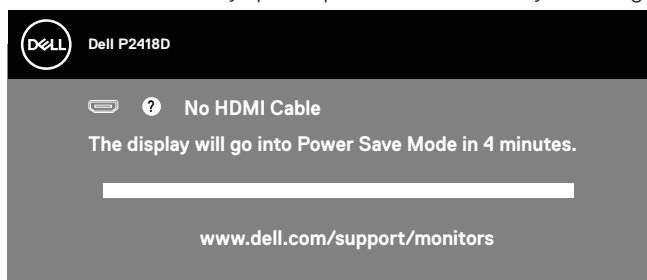 DELL
Dell P2418D
? No HDMI Cable
The display will go into Power Save Mode in 4 minutes.
www.dell.com/support/monitors